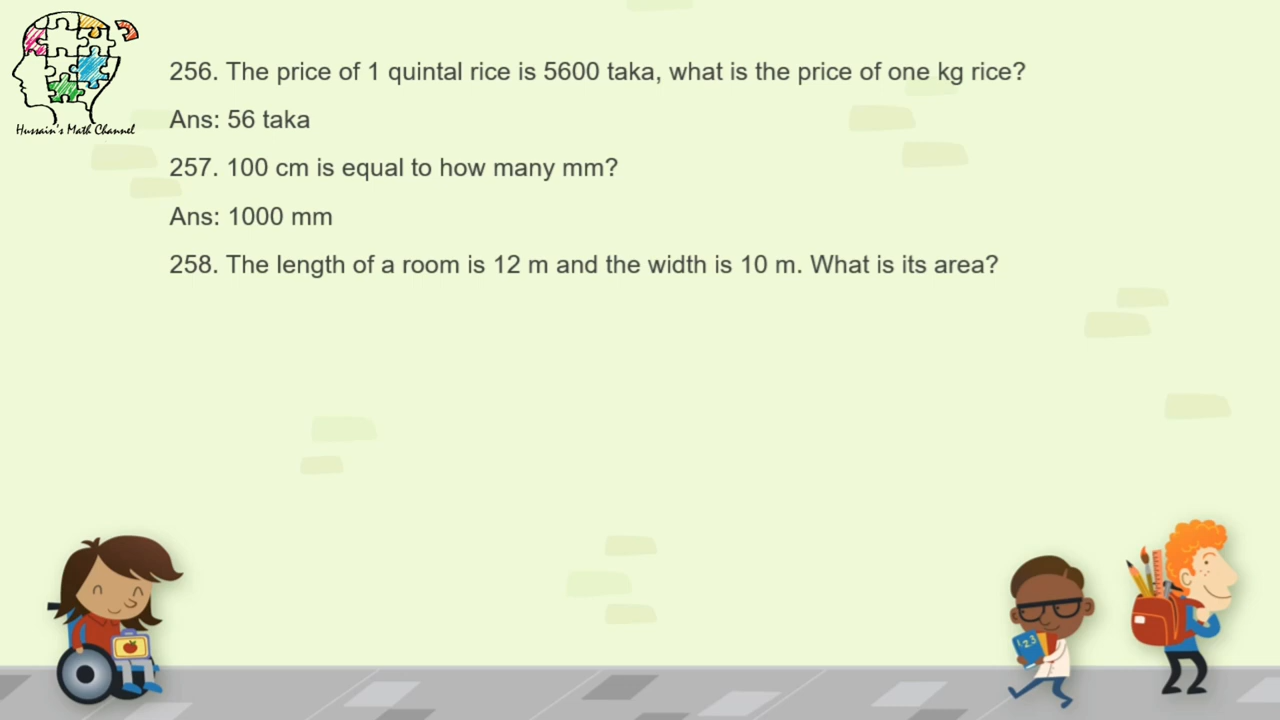 Hussain's Math Channel
256. The price of 1 quintal rice is 5600 taka, what is the price of one kg rice?
Ans: 56 taka
257. 100 cm is equal to how many mm?
Ans: 1000 mm
258. The length of a room is 12 m and the width is 10 m. What is its area?
123